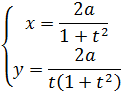 x = 2a / (1 + t²)
y = 2a / (t(1 + t²))